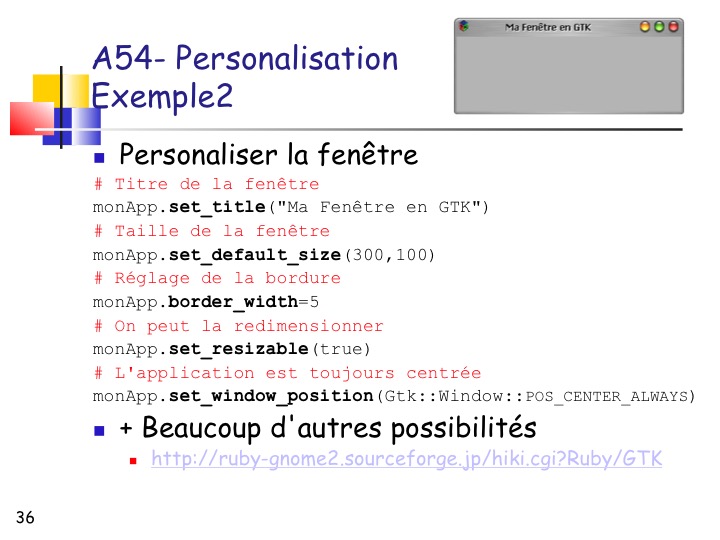 A54- Personalisation
Exemple2
Ma Fenêtre en GTK
Personaliser la fenêtre
# Titre de la fenêtre
monApp.set_title("Ma Fenêtre en GTK")
# Taille de la fenêtre
monApp.set_default_size(300,100)
# Réglage de la bordure
monApp.border_width=5
# On peut la redimensionner
monApp.set_resizable(true)
# L'application est toujours centrée
monApp.set_window_position(Gtk::Window::POS_CENTER_ALWAYS)
+ Beaucoup d'autres possibilités
http://ruby-gnome2.sourceforge.jp/hiki.cgi?Ruby/GTK
36